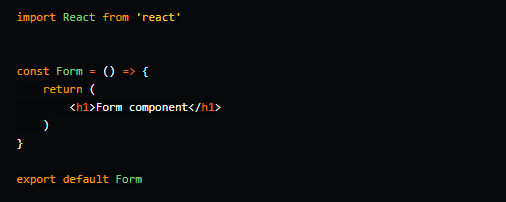 import React from 'react'
const Form = () => {
    return (
        <h1>Form component</h1>
    )
}
export default Form